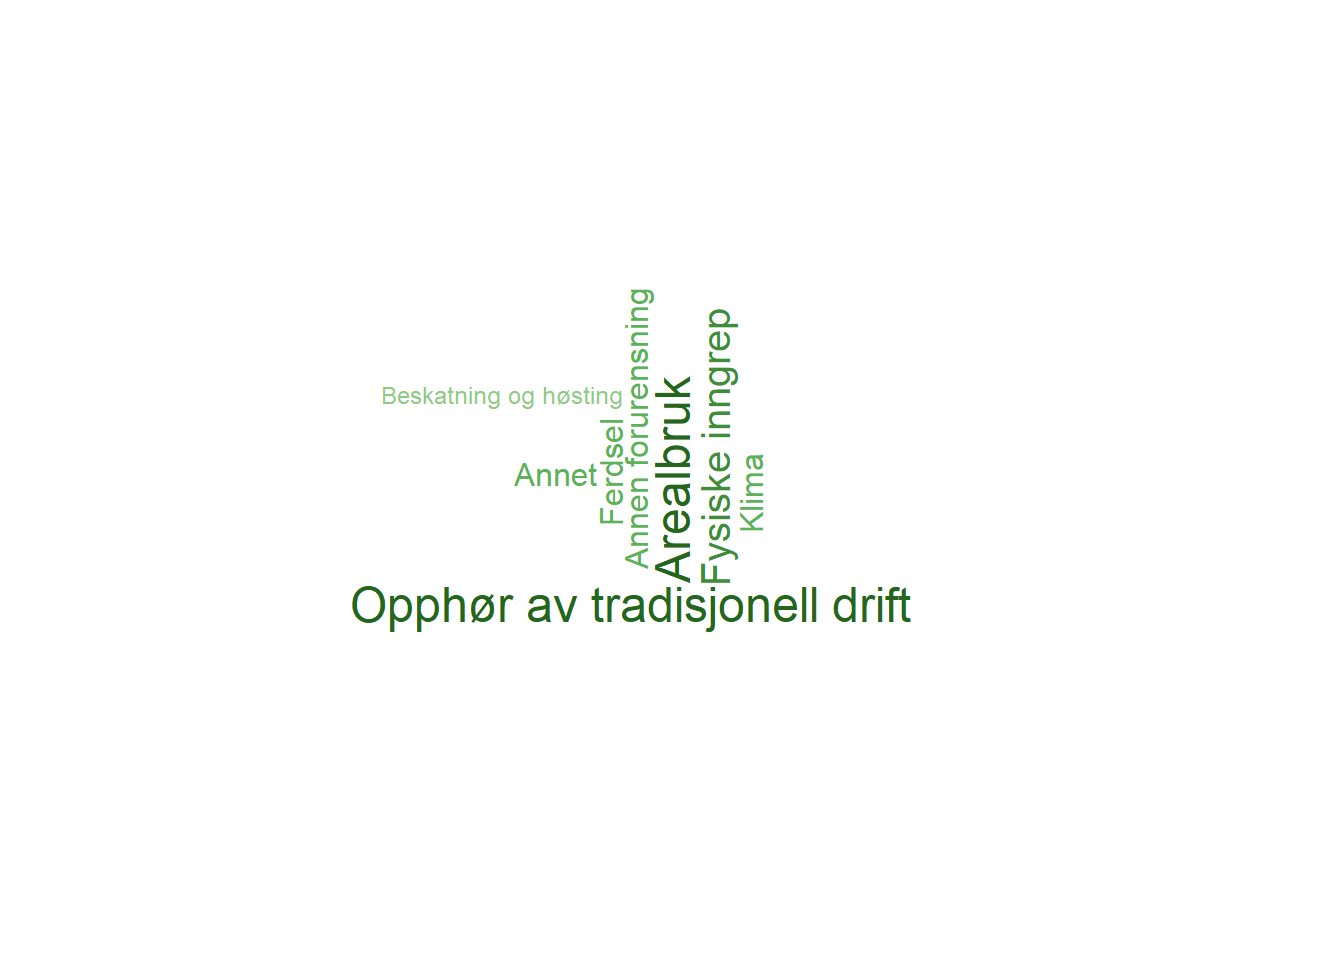 Beskatning og høsting
Annet
Ferdsel
Annen forurensning
Arealbruk
Fysiske inngrep
Klima
Opphør av tradisjonell drift